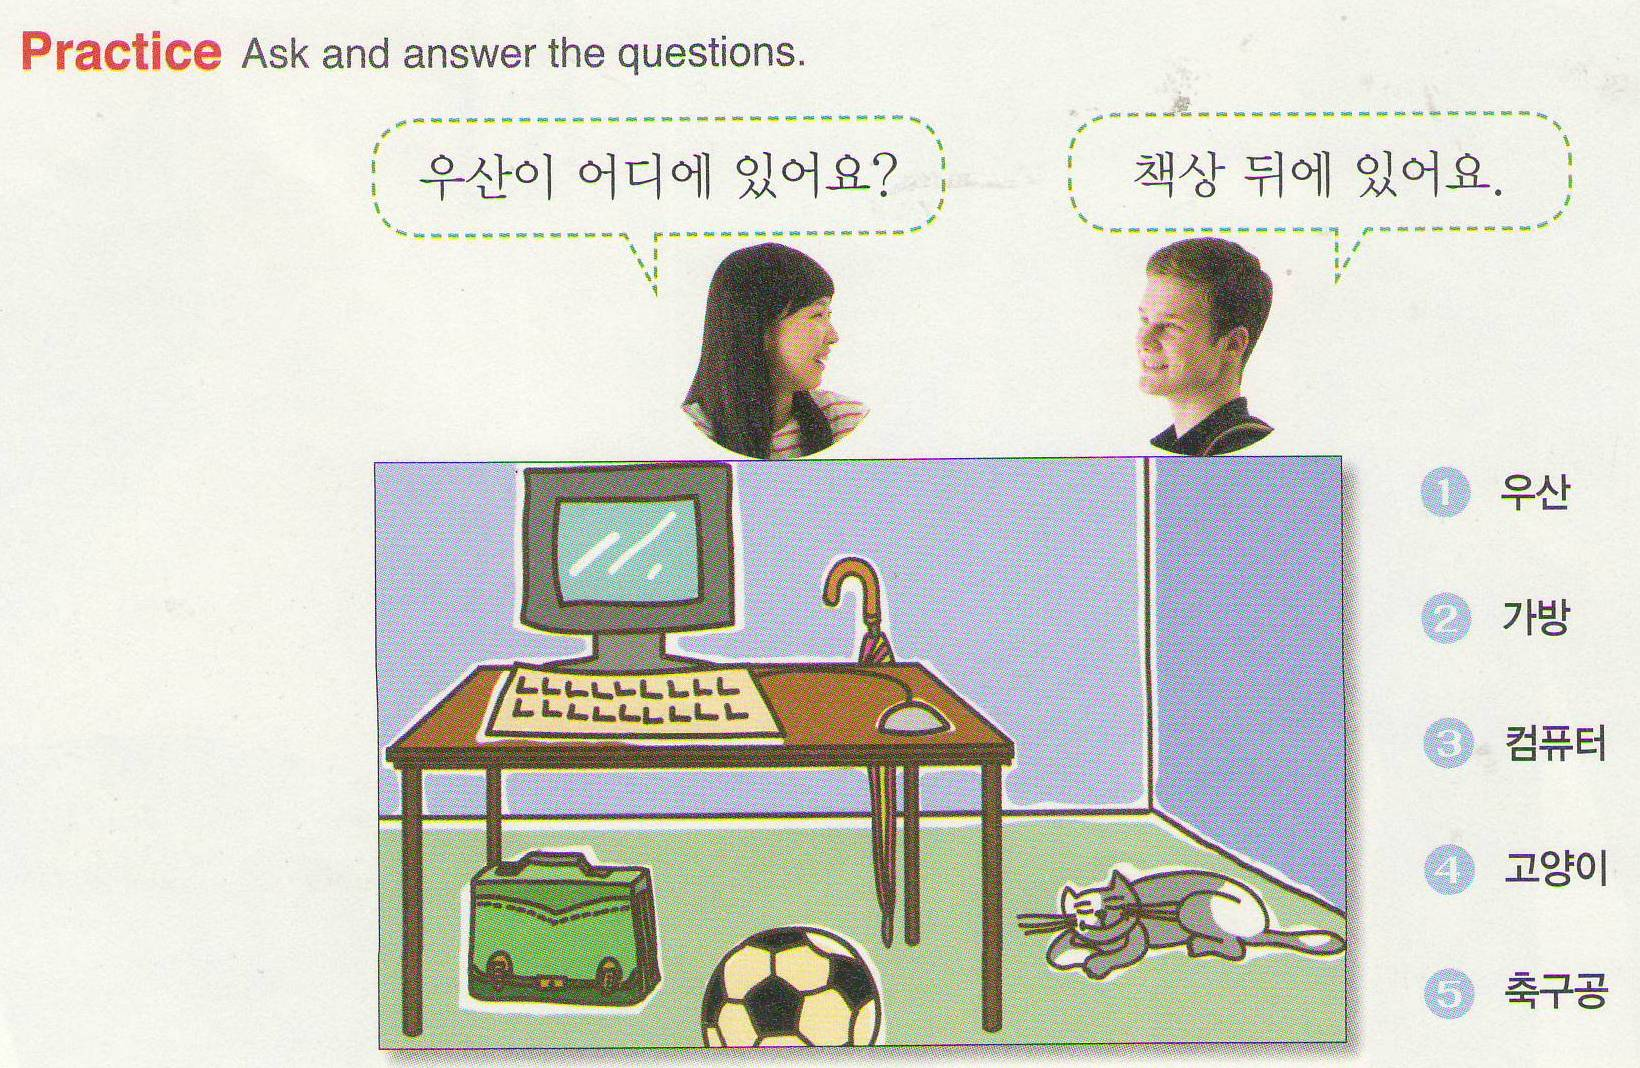 Practice Ask and answer the questions.
우산이 어디에 있어요?
책상 뒤에 있어요.
1 우산
2 가방
3 컴퓨터
4 고양이
5 축구공